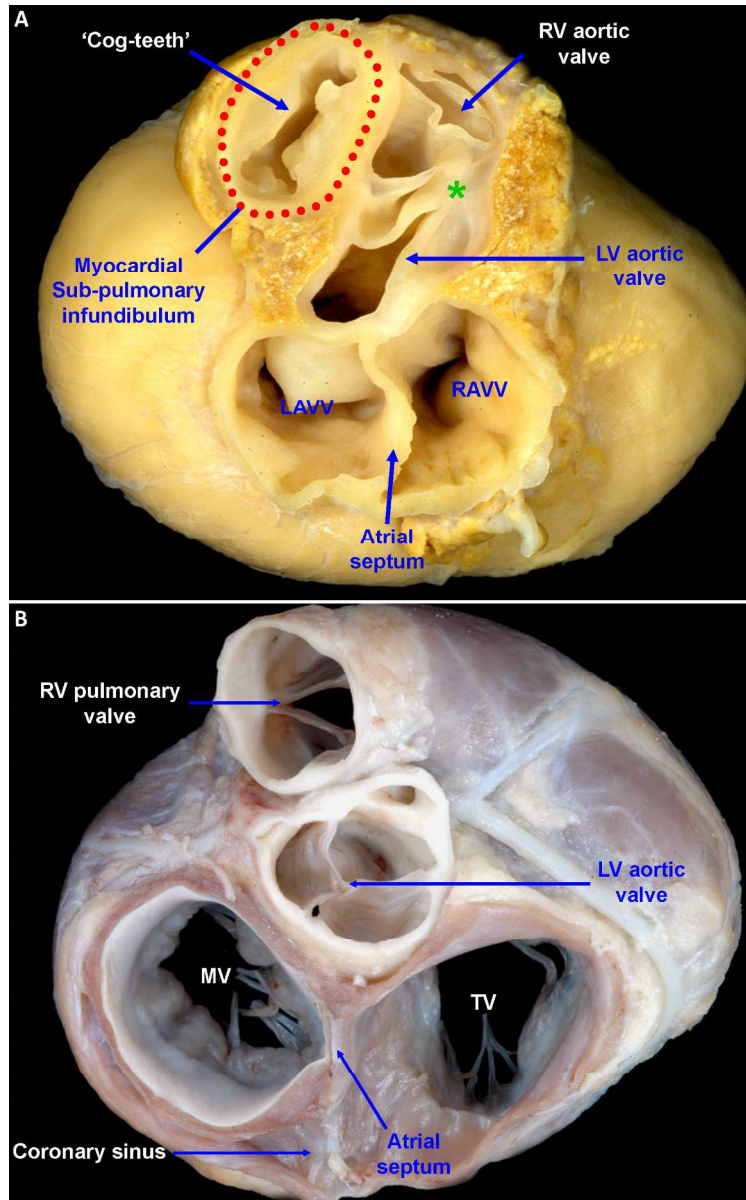 A
'Cog-teeth'
RV aortic
valve
*
Myocardial
Sub-pulmonary
infundibulum
LV aortic
valve
LAVV
RAVV
Atrial
septum
B
RV pulmonary
valve
LV aortic
valve
MV
TV
Coronary sinus
Atrial
septum